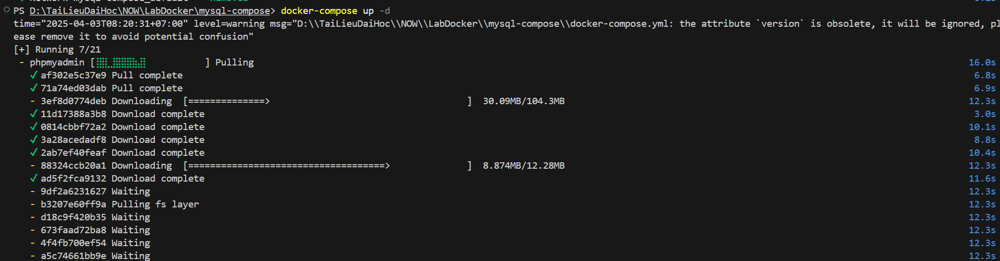 PS D:\TaiLieuDaiHoc\NOW\LabDocker\mysql-compose> docker-compose up -d
time="2025-04-03T08:20:31+07:00" level=warning msg="D:\\TaiLieuDaiHoc\\NOW\\LabDocker\\mysql-compose\\docker-compose.yml: the attribute `version` is obsolete, it will be ignored, pl
ease remove it to avoid potential confusion"
[+] Running 7/21
- phpmyadmin [⣿⣿⣀⣿⣿⣿⣿⣦⣼] Pulling 16.0s
✓ af302e5c37e9 Pull complete 6.8s
✓ 71a74ed03dab Pull complete 6.9s
- 3ef8d0774deb Downloading [==============> ] 30.09MB/104.3MB 12.3s
✓ 11d17388a3b8 Download complete 3.0s
✓ 0814cbbf72a2 Download complete 10.1s
✓ 3a28acedadf8 Download complete 8.8s
✓ 2ab7ef40feaf Download complete 10.4s
- 88324ccb20a1 Downloading [====================================> ] 8.874MB/12.28MB 12.3s
✓ ad5f2fca9132 Download complete 11.6s
- 9df2a6231627 Waiting 12.3s
- b3207e60ff9a Pulling fs layer 12.3s
- d18c9f420b35 Waiting 12.3s
- 673faad72ba8 Waiting 12.3s
- 4f4fb700ef54 Waiting 12.3s
- a5c74661bb9e Waiting 12.3s